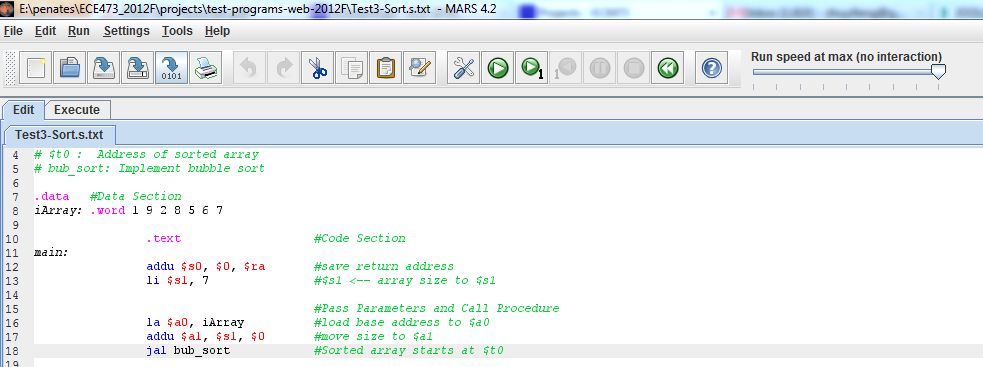 E:\penates\ECE473_2012F\projects\test-programs-web-2012F\Test3-Sort.s.txt - MARS 4.2
File Edit Run Settings Tools Help
Run speed at max (no interaction)
0101
1
1
Edit Execute
Test3-Sort.s.txt
4 # $t0 : Address of sorted array
5 # bub_sort: Implement bubble sort
6
7 .data #Data Section
8 iArray: .word 1 9 2 8 5 6 7
9
10 .text #Code Section
11 main:
12 addu $s0, $0, $ra #save return address
13 li $s1, 7 #$s1 <-- array size to $s1
14
15 #Pass Parameters and Call Procedure
16 la $a0, iArray #load base address to $a0
17 addu $a1, $s1, $0 #move size to $a1
18 jal bub_sort #Sorted array starts at $t0
19